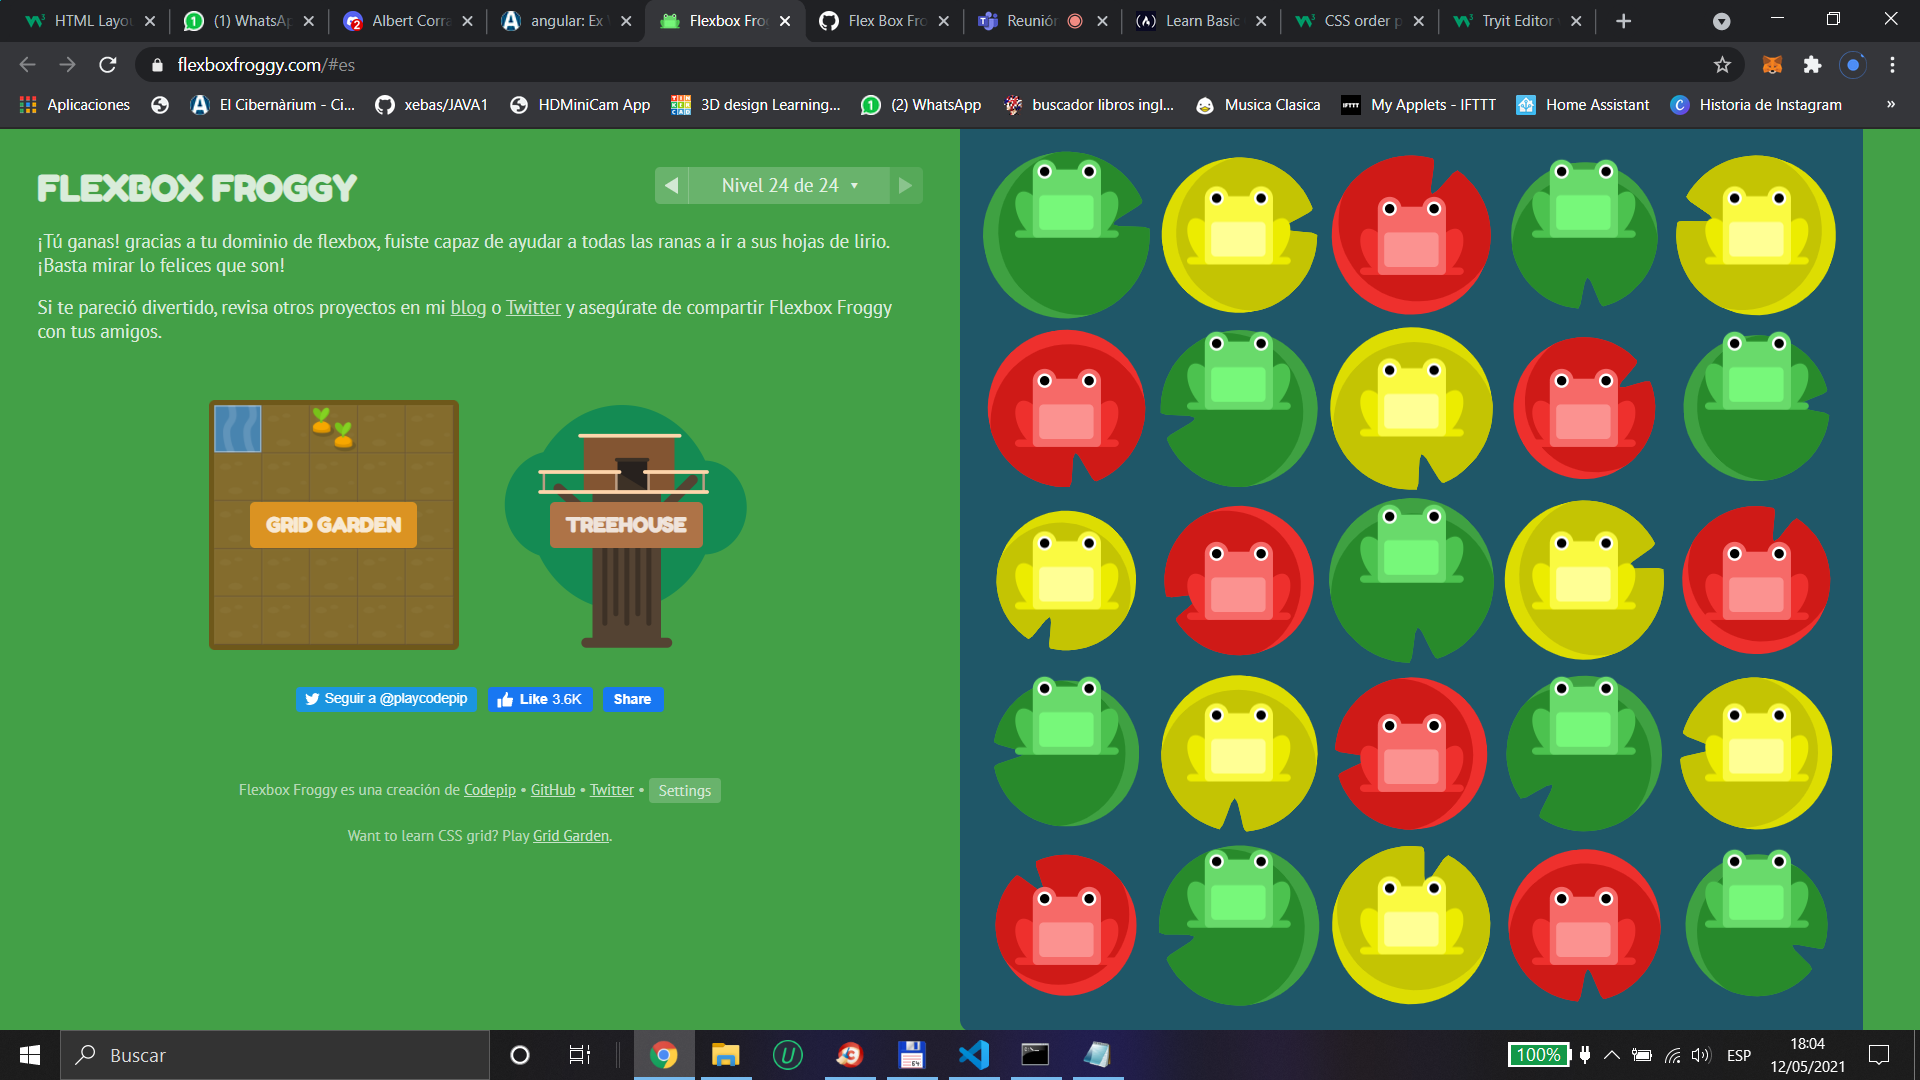 HTML Layou
(1) WhatsAp
Albert Corra
angular: Ex
Flexbox Fro
Flex Box Fro
Reunión
Learn Basic
CSS order p
Tryit Editor
flexboxfroggy.com/#es
Aplicaciones
El Cibernàrium - Ci...
xebas/JAVA1
HDMiniCam App
3D design Learning...
(2) WhatsApp
buscador libros ingl...
Musica Clasica
IFTTT
My Applets - IFTTT
Home Assistant
Historia de Instagram
»
FLEXBOX FROGGY
Nivel 24 de 24
¡Tú ganas! gracias a tu dominio de flexbox, fuiste capaz de ayudar a todas las ranas a ir a sus hojas de lirio.
¡Basta mirar lo felices que son!
Si te pareció divertido, revisa otros proyectos en mi blog o Twitter y asegúrate de compartir Flexbox Froggy
con tus amigos.
GRID GARDEN
TREEHOUSE
Seguir a @playcodepip
Like 3.6K
Share
Flexbox Froggy es una creación de Codepip • GitHub • Twitter • Settings
Want to learn CSS grid? Play Grid Garden.
Buscar
100%
ESP
18:04
12/05/2021